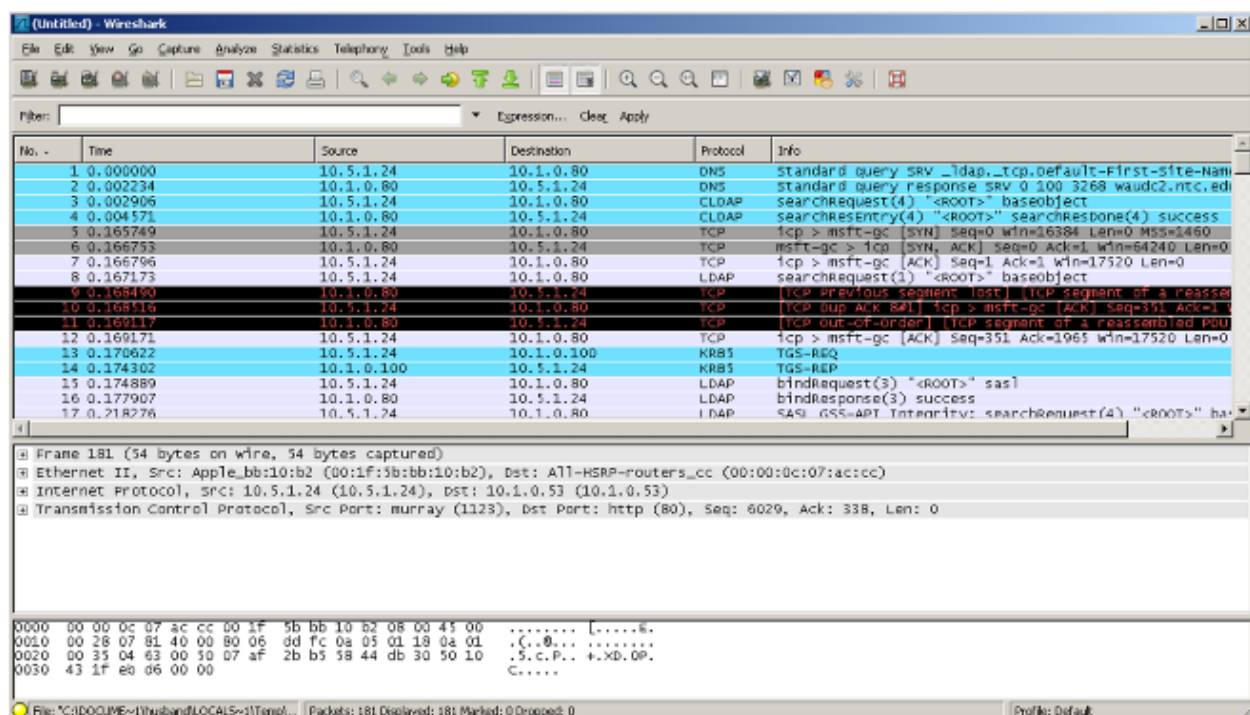 (Untitled) - Wireshark
File Edit View Go Capture Analyze Statistics Telephony Tools Help
Filter: Expression... Clear Apply
No. - Time Source Destination Protocol Info
1 0.000000 10.5.1.24 10.1.0.80 DNS Standard query SRV _ldap._tcp.Default-First-Site-Nam
2 0.002234 10.1.0.80 10.5.1.24 DNS Standard query response SRV 0 100 3268 waudc2.ntc.ed
3 0.002906 10.5.1.24 10.1.0.80 CLDAP searchRequest(4) "<ROOT>" baseobject
4 0.004571 10.1.0.80 10.5.1.24 CLDAP searchResEntry(4) "<ROOT>" searchResDone(4) success
5 0.165749 10.5.1.24 10.1.0.80 TCP icp > msft-gc [SYN] Seq=0 Win=16384 Len=0 MSS=1460
6 0.166753 10.1.0.80 10.5.1.24 TCP msft-gc > icp [SYN, ACK] Seq=0 Ack=1 Win=64240 Len=0
7 0.166796 10.5.1.24 10.1.0.80 TCP icp > msft-gc [ACK] Seq=1 Ack=1 Win=17520 Len=0
8 0.167173 10.5.1.24 10.1.0.80 LDAP searchRequest(1) "<ROOT>" baseobject
9 0.168490 10.1.0.80 10.5.1.24 TCP [TCP Previous segment lost] [TCP segment of a reassem
10 0.168516 10.5.1.24 10.1.0.80 TCP [TCP Dup ACK 8#1] icp > msft-gc [ACK] Seq=351 Ack=1
11 0.169117 10.1.0.80 10.5.1.24 TCP [TCP Out-Of-Order] [TCP segment of a reassembled PDU
12 0.169171 10.5.1.24 10.1.0.80 TCP icp > msft-gc [ACK] Seq=351 Ack=1965 Win=17520 Len=0
13 0.170622 10.5.1.24 10.1.0.100 KRB5 TGS-REQ
14 0.174302 10.1.0.100 10.5.1.24 KRB5 TGS-REP
15 0.174889 10.5.1.24 10.1.0.80 LDAP bindRequest(3) "<ROOT>" sasl
16 0.177907 10.1.0.80 10.5.1.24 LDAP bindResponse(3) success
17 0.218276 10.5.1.24 10.1.0.80 LDAP SASL GSS-API Integrity: searchRequest(4) "<ROOT>" ba
Frame 181 (54 bytes on wire, 54 bytes captured)
Ethernet II, Src: Apple_bb:10:b2 (00:1f:5b:bb:10:b2), Dst: All-HSRP-routers_cc (00:00:0c:07:ac:cc)
Internet Protocol, Src: 10.5.1.24 (10.5.1.24), Dst: 10.1.0.53 (10.1.0.53)
Transmission Control Protocol, Src Port: murray (1123), Dst Port: http (80), Seq: 6029, Ack: 338, Len: 0
0000 00 00 0c 07 ac cc 00 1f 5b bb 10 b2 08 00 45 00 ........ [.....E.
0010 00 28 07 81 40 00 80 06 dd fc 0a 05 01 18 0a 01 .(..@... ........
0020 00 35 04 63 00 50 07 af 2b b5 58 44 db 30 50 10 .5.c.P.. +.XD.0P.
0030 43 1f eb d6 00 00 C.....
File: "C:\DOCUME~1\husband\LOCALS~1\Temp\... Packets: 181 Displayed: 181 Marked: 0 Dropped: 0 Profile: Default